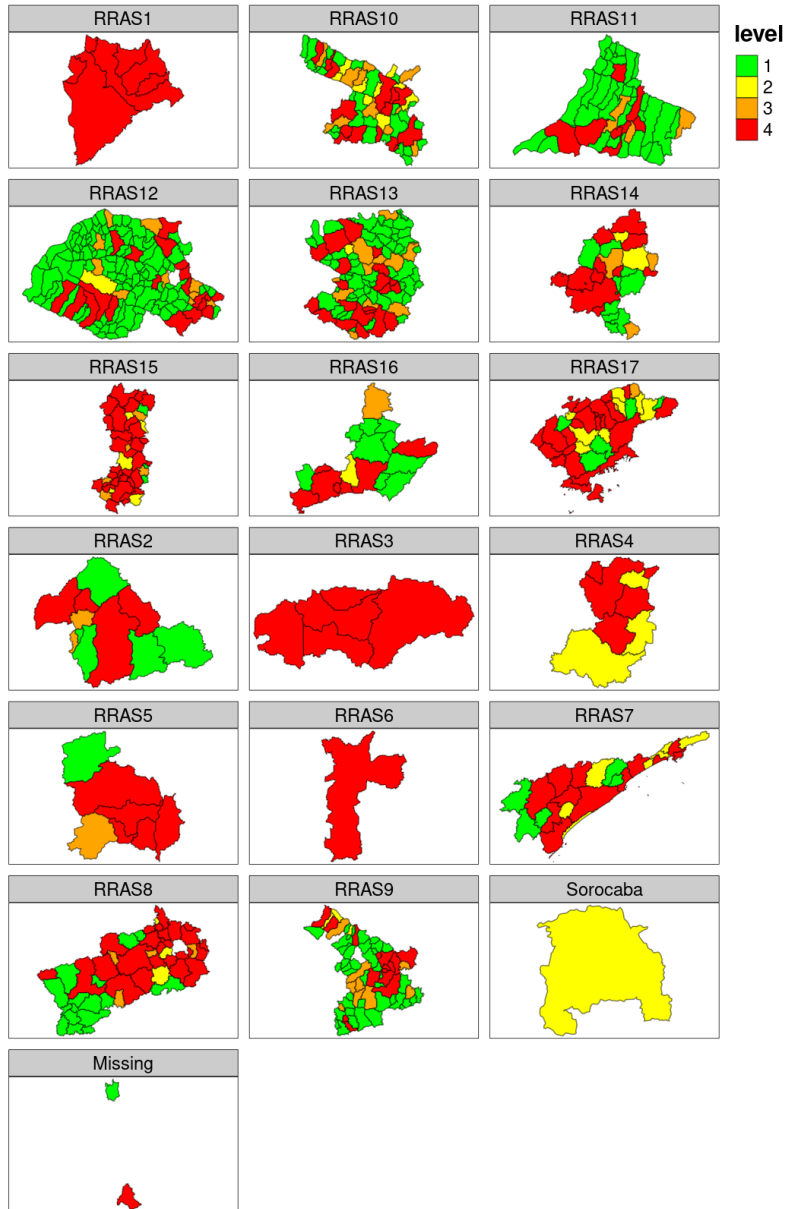 RRAS1 RRAS10 RRAS11
level
1
2
3
4
RRAS12 RRAS13 RRAS14
RRAS15 RRAS16 RRAS17
RRAS2 RRAS3 RRAS4
RRAS5 RRAS6 RRAS7
RRAS8 RRAS9 Sorocaba
Missing